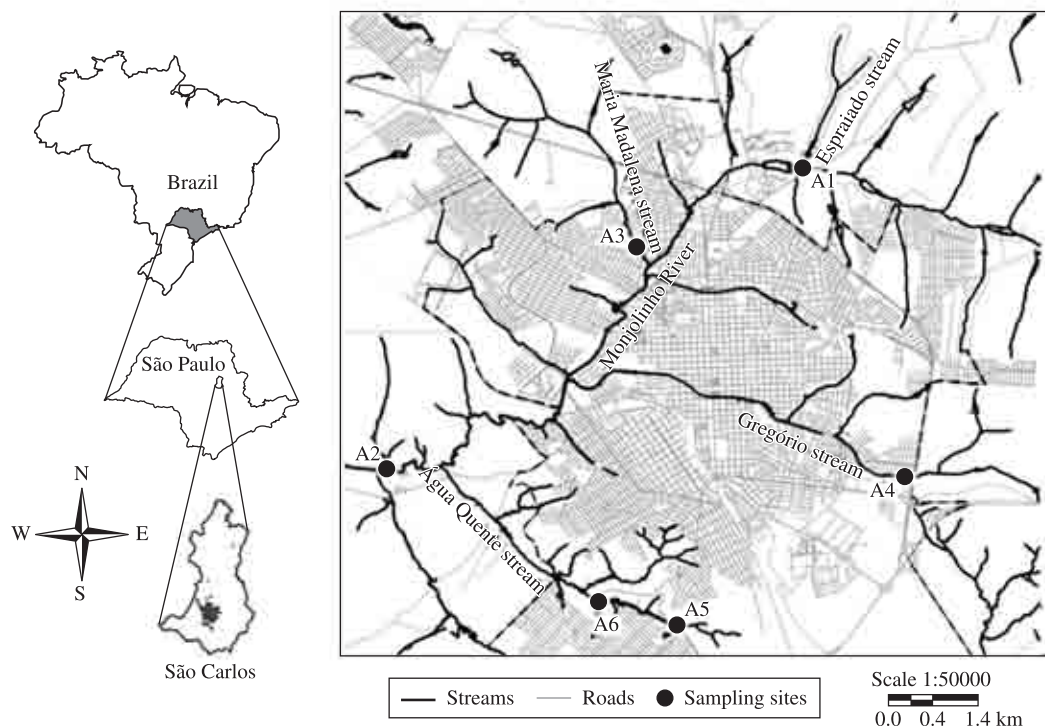 Brazil
São Paulo
São Carlos
N
W
E
S
Maria Madalena stream
Espraiado stream
A1
A3
Monjolinho River
Gregório stream
A2
A4
Água Quente stream
A6
A5
Streams
Roads
Sampling sites
Scale 1:50000
0.0 0.4 1.4 km